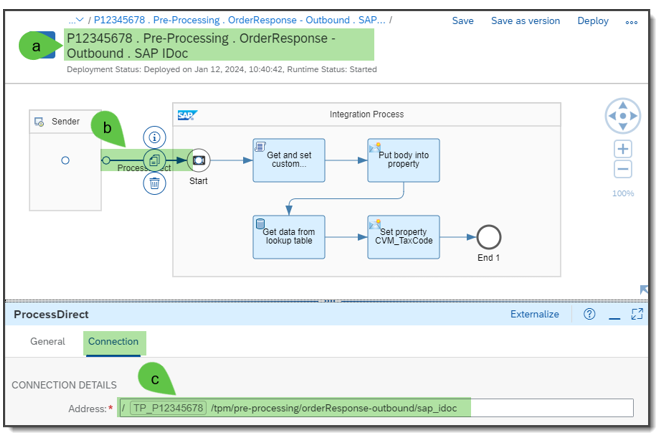 ...∨ / P12345678 . Pre-Processing . OrderResponse - Outbound . SAP... /
Save Save as version Deploy ...
a
P12345678 . Pre-Processing . OrderResponse -
Outbound . SAP IDoc
Deployment Status: Deployed on Jan 12, 2024, 10:40:42, Runtime Status: Started
Sender
SAP
Integration Process
b
ProcessDirect
Start
Get and set
custom...
Put body into
property
Get data from
lookup table
Set property
CVM_TaxCode
End 1
100%
ProcessDirect
Externalize
General
Connection
CONNECTION DETAILS
c
Address: * / TP_P12345678 /tpm/pre-processing/orderResponse-outbound/sap_idoc